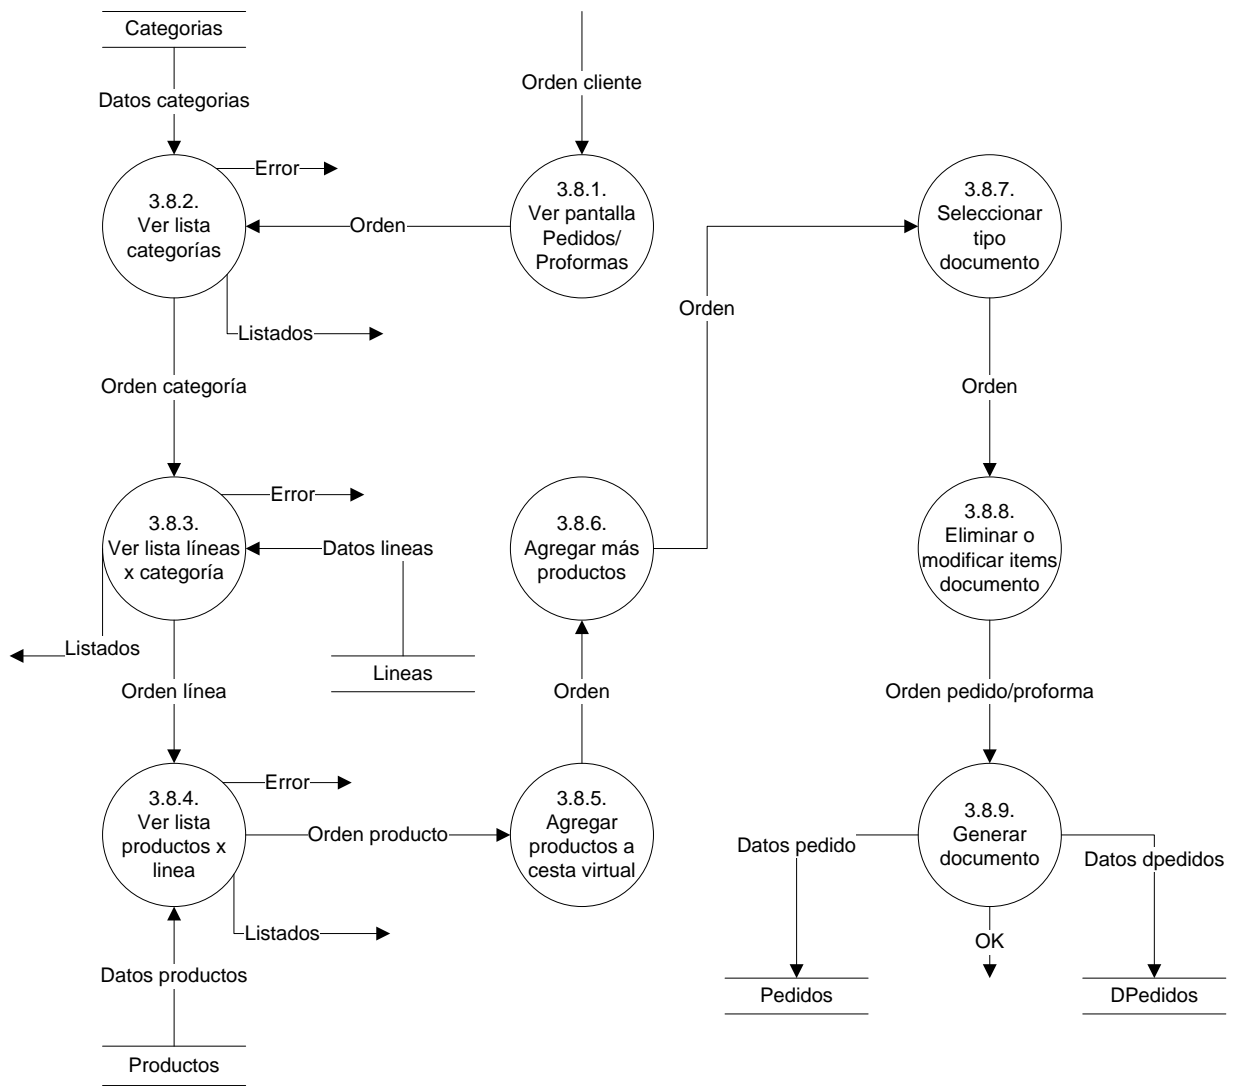 Categorias
Orden cliente
Datos categorias
Error
3.8.2.
Ver lista
categorías
Orden
3.8.1.
Ver pantalla
Pedidos/
Proformas
3.8.7.
Seleccionar
tipo
documento
Listados
Orden
Orden categoría
Orden
Error
3.8.3.
Ver lista líneas
x categoría
Datos lineas
3.8.6.
Agregar más
productos
3.8.8.
Eliminar o
modificar items
documento
Listados
Lineas
Orden línea
Orden
Orden pedido/proforma
Error
3.8.4.
Ver lista
productos x
linea
Orden producto
3.8.5.
Agregar
productos a
cesta virtual
Datos pedido
3.8.9.
Generar
documento
Datos dpedidos
Listados
OK
Datos productos
Pedidos
DPedidos
Productos